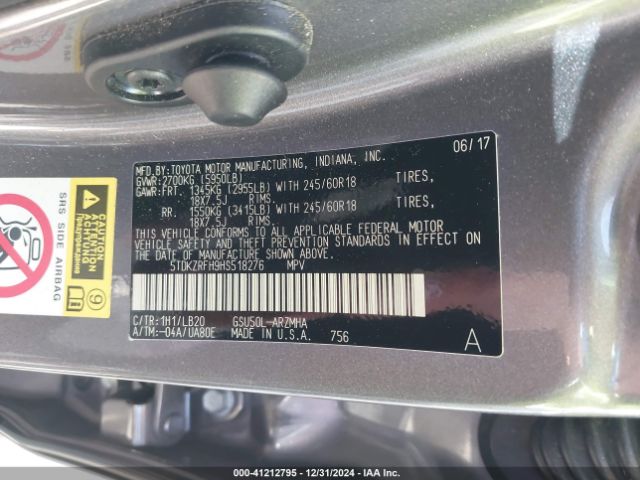 MFD.BY:TOYOTA MOTOR MANUFACTURING, INDIANA, INC. 06/17
GVWR:2700KG (5950LB)
GAWR:FRT. 1345KG (2955LB) WITH 245/60R18 TIRES,
18X7.5J RIMS.
RR. 1550KG (3415LB) WITH 245/60R18 TIRES,
18X7.5J RIMS.
THIS VEHICLE CONFORMS TO ALL APPLICABLE FEDERAL MOTOR
VEHICLE SAFETY AND THEFT PREVENTION STANDARDS IN EFFECT ON
THE DATE OF MANUFACTURE SHOWN ABOVE.
5TDKZRFH9HS518276 MPV
C/TR:1H1/LB20 GSU50L-ARZMHA
A/TM:-04A/UA80E MADE IN U.S.A. 756 A
SRS AIRBAG
9
000-41212795 - 12/31/2024 - IAA Inc.